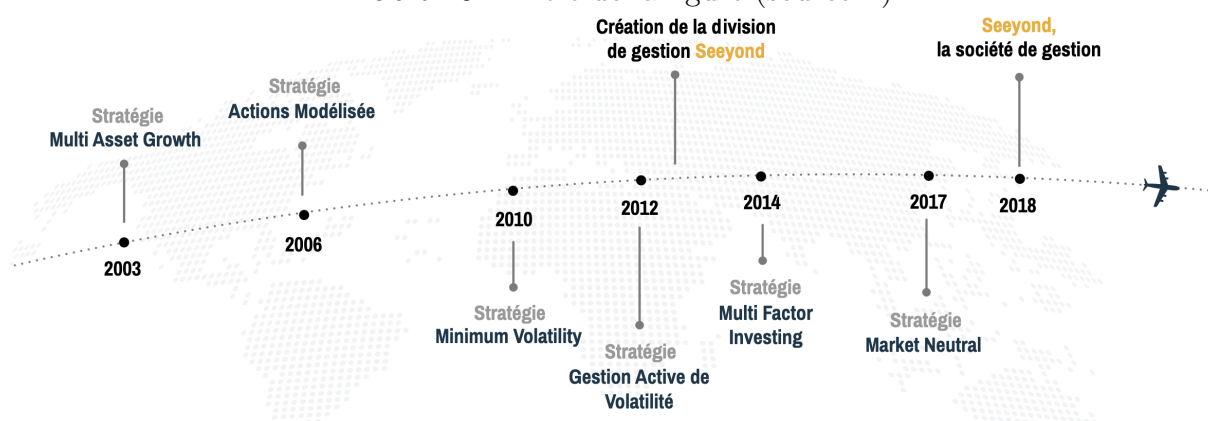 Création de la division
de gestion Seeyond
Seeyond,
la société de gestion
Stratégie
Multi Asset Growth
Stratégie
Actions Modélisée
2003
2006
2010
2012
2014
2017
2018
Stratégie
Minimum Volatility
Stratégie
Gestion Active de
Volatilité
Stratégie
Multi Factor
Investing
Stratégie
Market Neutral